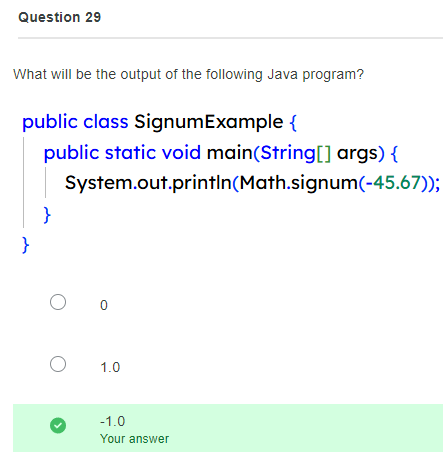 Question 29
What will be the output of the following Java program?
public class SignumExample {
public static void main(String[] args) {
System.out.println(Math.signum(-45.67));
}
}
0
1.0
-1.0
Your answer